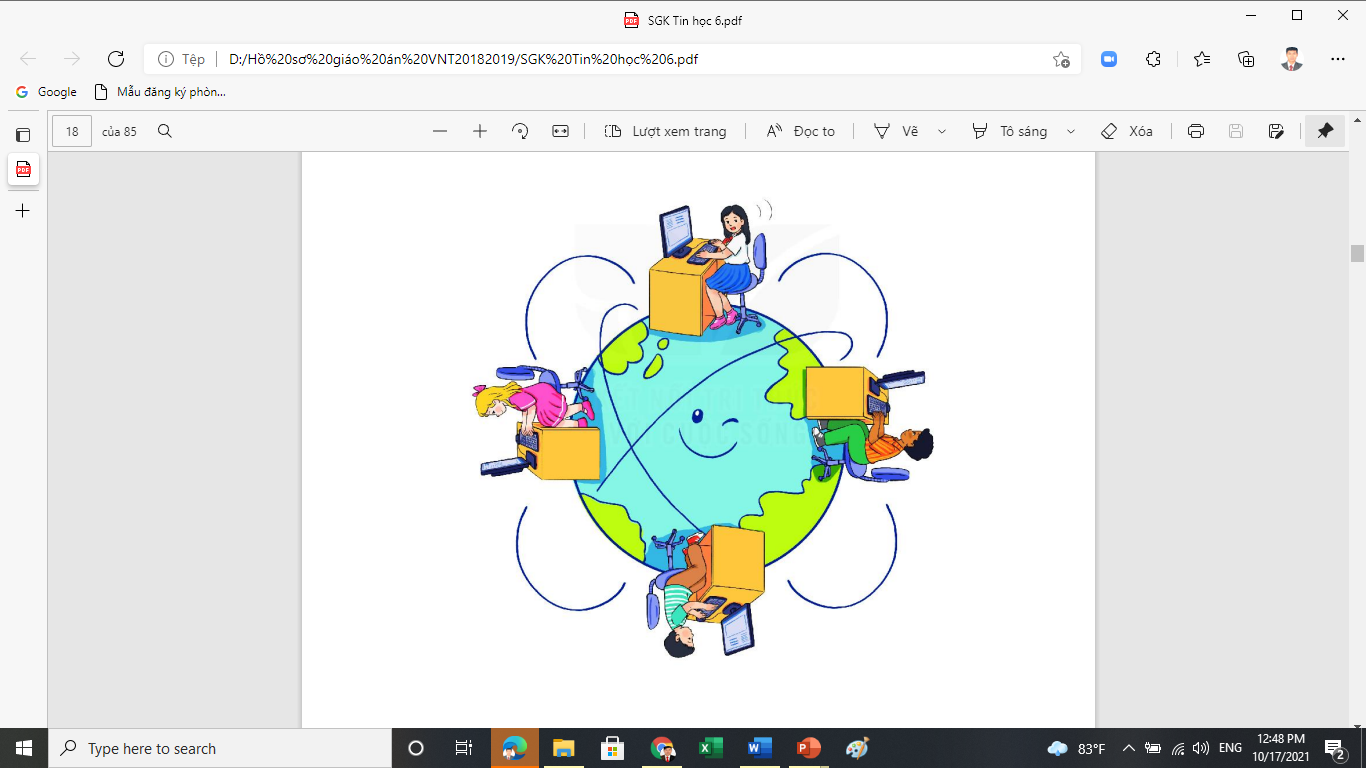 SGK Tin học 6.pdf
Tệp
D:/Hồ%20sơ%20giáo%20án%20VNT20182019/SGK%20Tin%20học%206.pdf
Google
Mẫu đăng ký phòn...
18
của 85
Lượt xem trang
Đọc to
Vẽ
Tô sáng
Xóa
Type here to search
83°F
ENG
12:48 PM
10/17/2021
2